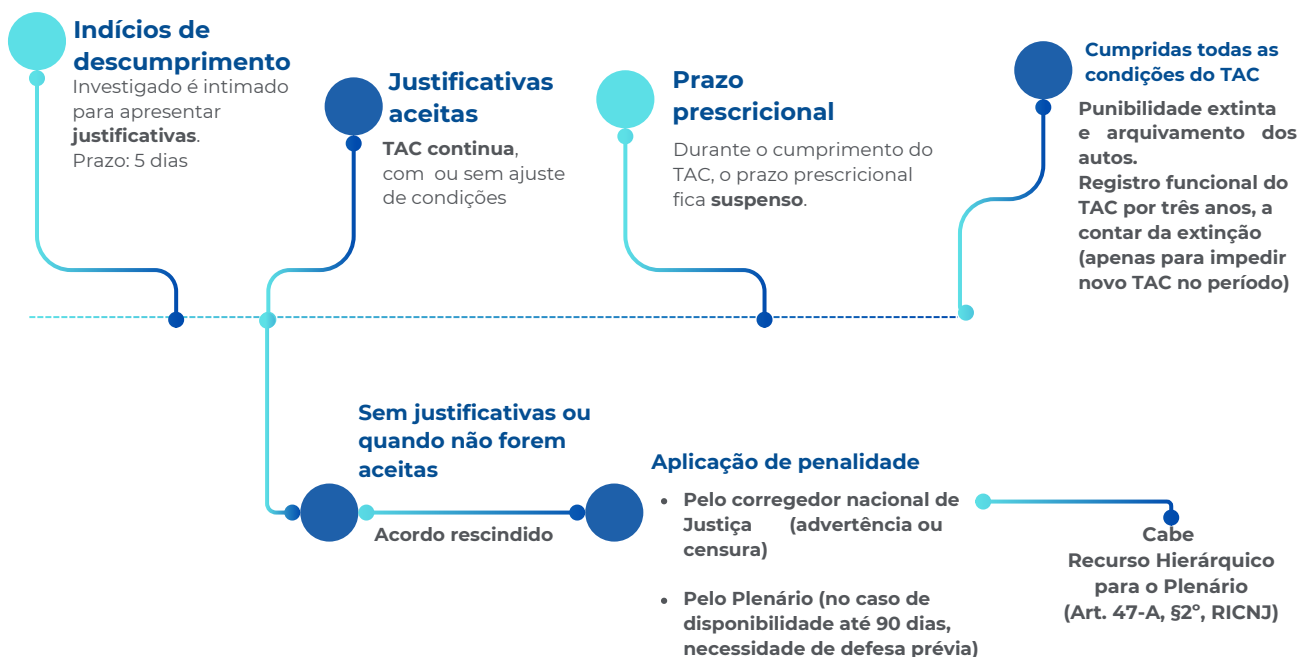 Indícios de
descumprimento
Investigado é intimado
para apresentar
justificativas.
Prazo: 5 dias
Justificativas
aceitas
TAC continua,
com ou sem ajuste
de condições
Prazo
prescricional
Durante o cumprimento do
TAC, o prazo prescricional
fica suspenso.
Cumpridas todas as
condições do TAC
Punibilidade extinta
e arquivamento dos
autos.
Registro funcional do
TAC por três anos, a
contar da extinção
(apenas para impedir
novo TAC no período)
Sem justificativas ou
quando não forem
aceitas
Acordo rescindido
Aplicação de penalidade
• Pelo corregedor nacional de
Justiça (advertência ou
censura)
• Pelo Plenário (no caso de
disponibilidade até 90 dias,
necessidade de defesa prévia)
Cabe
Recurso Hierárquico
para o Plenário
(Art. 47-A, §2º, RICNJ)